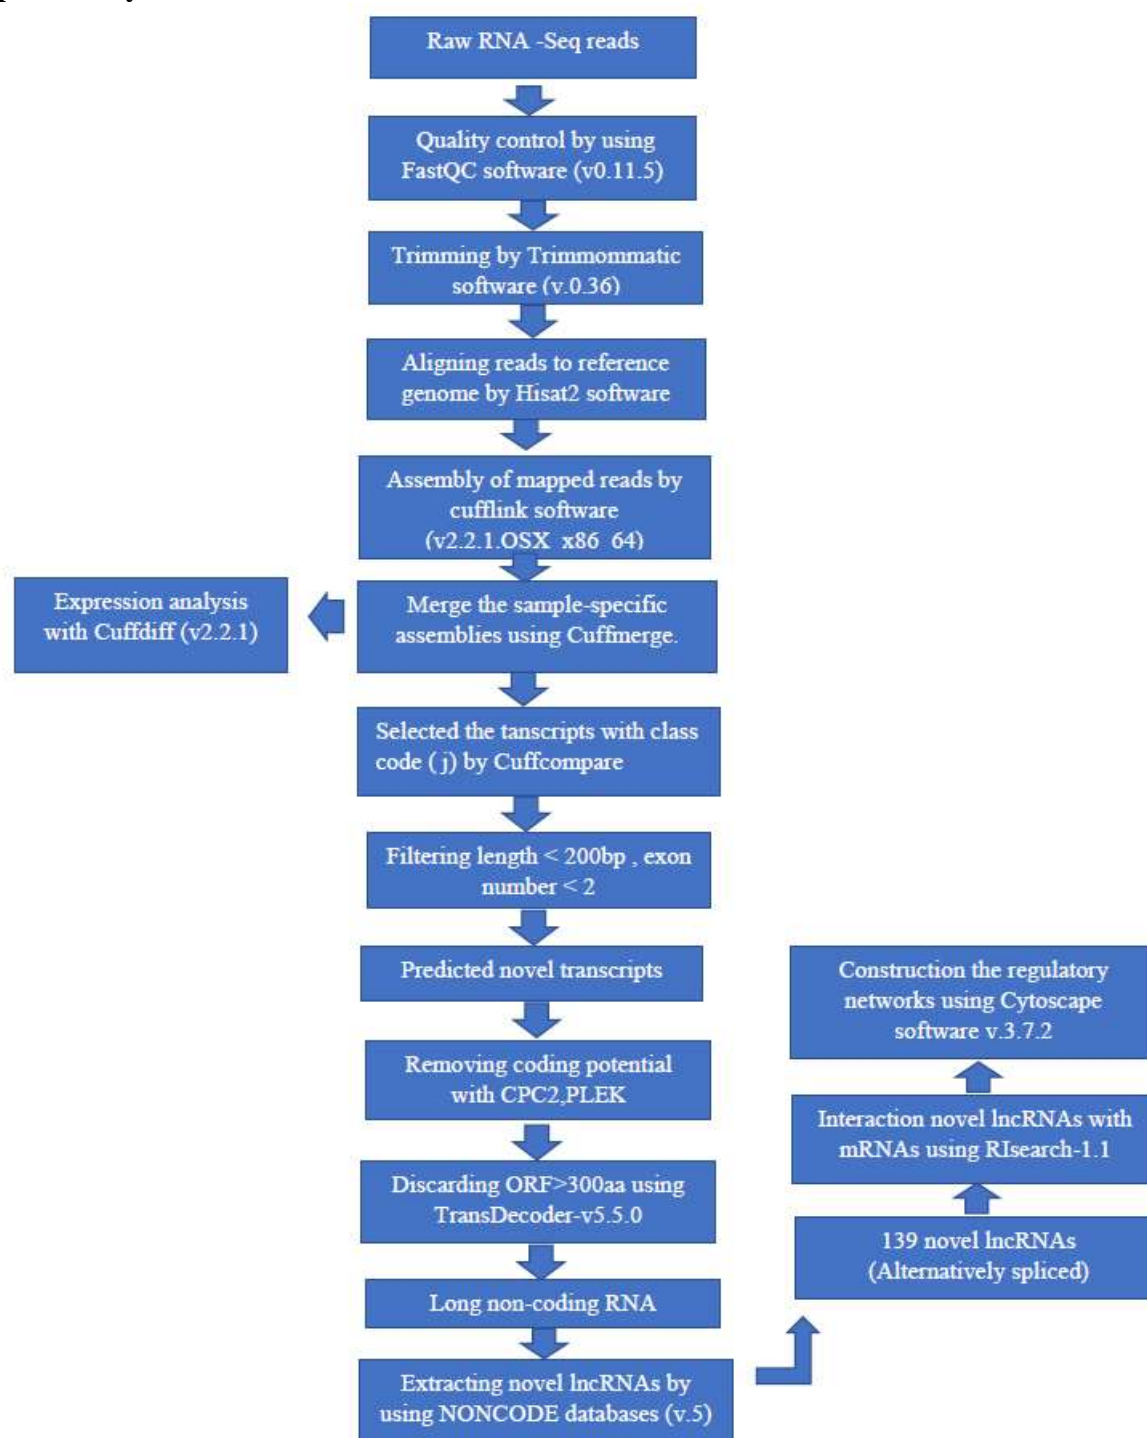 Raw RNA -Seq reads
Quality control by using
FastQC software (v0.11.5)
Trimming by Trimmommatic
software (v.0.36)
Aligning reads to reference
genome by Hisat2 software
Assembly of mapped reads by
cufflink software
(v2.2.1.OSX_x86_64)
Expression analysis
with Cuffdiff (v2.2.1)
Merge the sample-specific
assemblies using Cuffmerge.
Selected the tanscripts with class
code ( j) by Cuffcompare
Filtering length < 200bp , exon
number < 2
Predicted novel transcripts
Removing coding potential
with CPC2,PLEK
Discarding ORF>300aa using
TransDecoder-v5.5.0
Long non-coding RNA
Extracting novel lncRNAs by
using NONCODE databases (v.5)
139 novel lncRNAs
(Alternatively spliced)
Interaction novel lncRNAs with
mRNAs using RIsearch-1.1
Construction the regulatory
networks using Cytoscape
software v.3.7.2